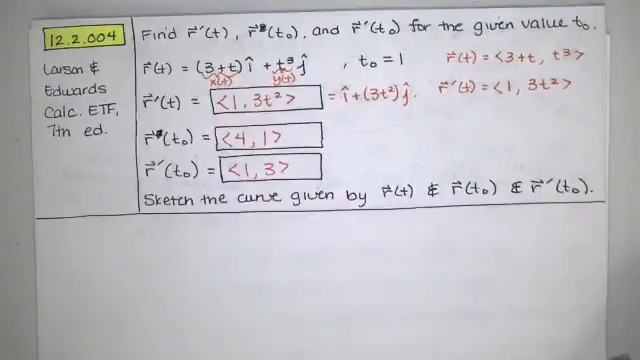 12.2.004
Larson &
Edwards
Calc. ETF,
7th ed.
Find r⃗′(t), r⃗(t₀), and r⃗′(t₀) for the given value t₀.
r⃗(t) = (3+t)î + t³ĵ , t₀ = 1
x(t) y(t)
r⃗(t) = <3+t, t³>
r⃗′(t) = <1, 3t²> = î + (3t²)ĵ.
r⃗′(t) = <1, 3t²>
r⃗(t₀) = <4, 1>
r⃗′(t₀) = <1, 3>
Sketch the curve given by r⃗(t) & r⃗(t₀) & r⃗′(t₀).